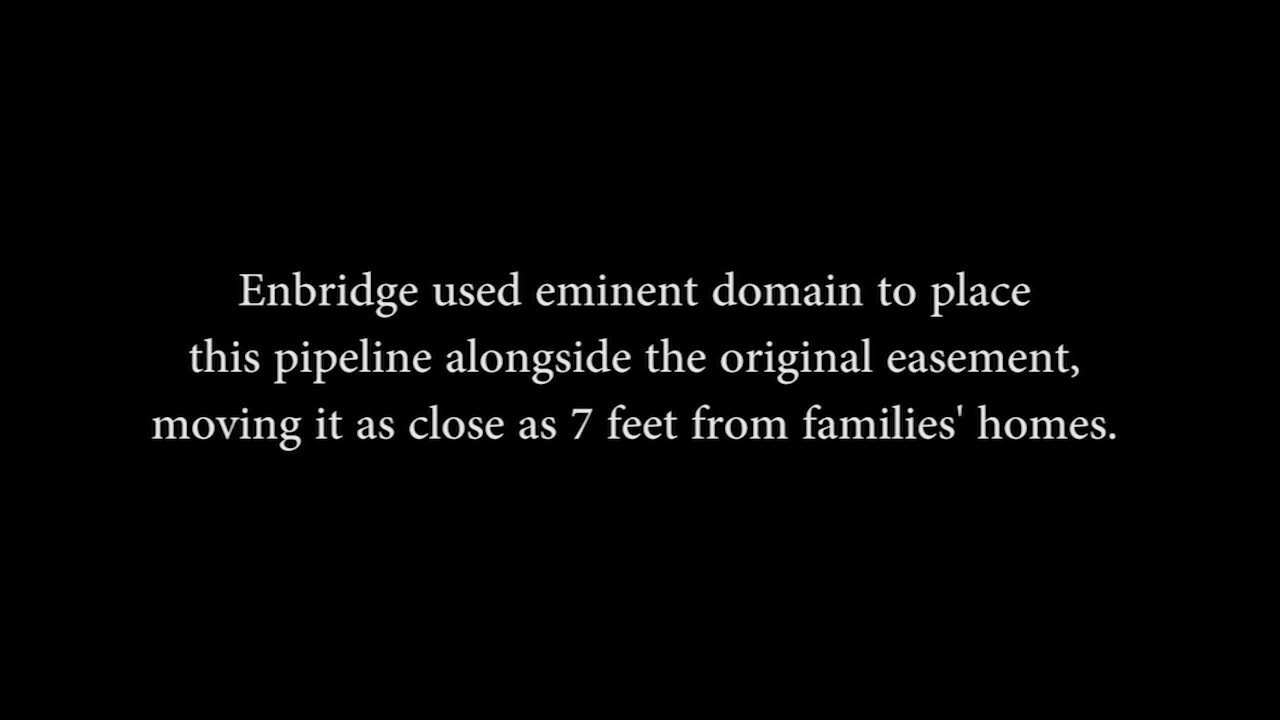 Enbridge used eminent domain to place
this pipeline alongside the original easement,
moving it as close as 7 feet from families' homes.